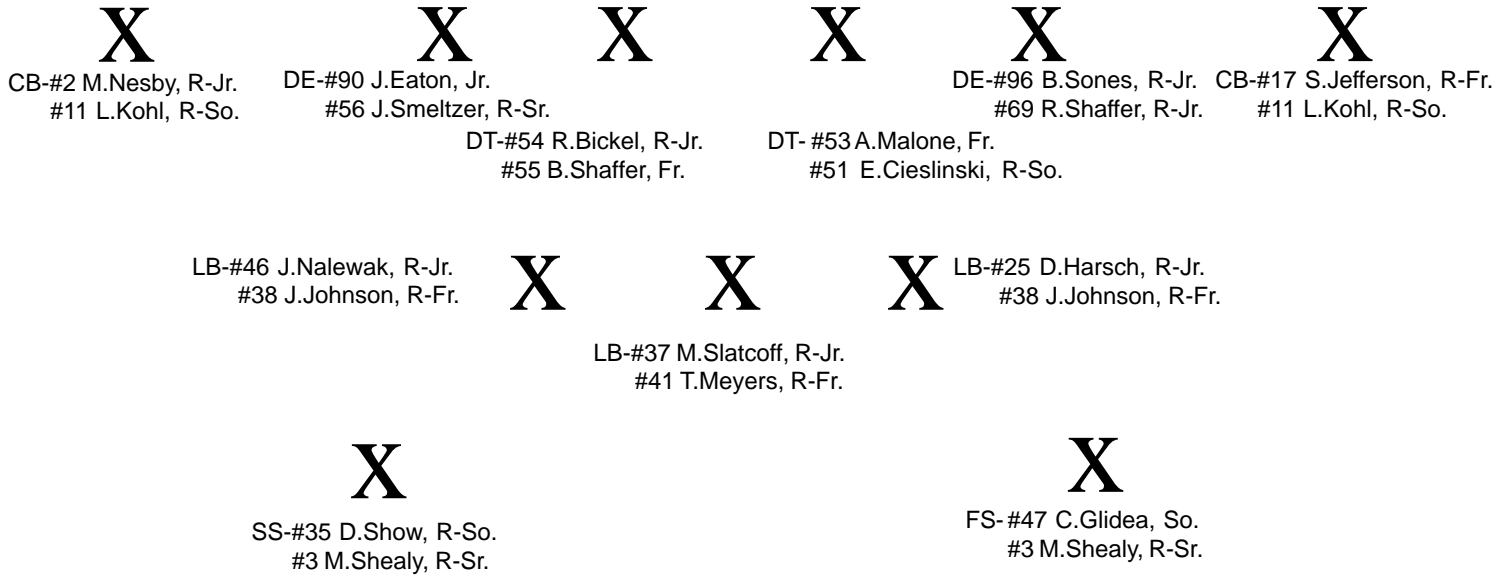 X X X X X X
CB-#2 M.Nesby, R-Jr.
#11 L.Kohl, R-So.
DE-#90 J.Eaton, Jr.
#56 J.Smeltzer, R-Sr.
DE-#96 B.Sones, R-Jr.
#69 R.Shaffer, R-Jr.
CB-#17 S.Jefferson, R-Fr.
#11 L.Kohl, R-So.
DT-#54 R.Bickel, R-Jr.
#55 B.Shaffer, Fr.
DT- #53 A.Malone, Fr.
#51 E.Cieslinski, R-So.
LB-#46 J.Nalewak, R-Jr.
#38 J.Johnson, R-Fr.
X X X
LB-#25 D.Harsch, R-Jr.
#38 J.Johnson, R-Fr.
LB-#37 M.Slatcoff, R-Jr.
#41 T.Meyers, R-Fr.
X X
SS-#35 D.Show, R-So.
#3 M.Shealy, R-Sr.
FS- #47 C.Glidea, So.
#3 M.Shealy, R-Sr.